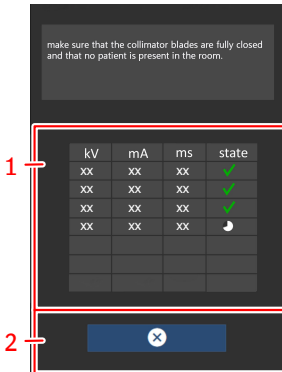 make sure that the collimator blades are fully closed
and that no patient is present in the room.
kV mA ms state
xx xx xx
xx xx xx
xx xx xx
xx xx xx
1
2